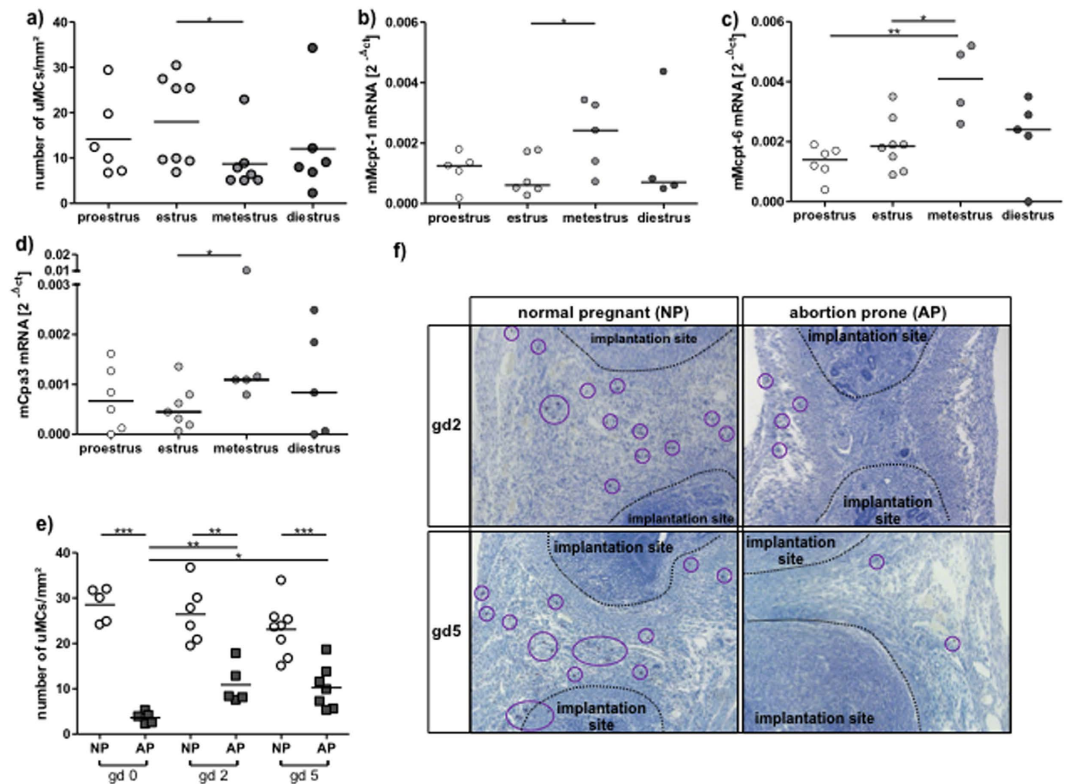 a)
number of uMCs/mm²
40
30
20
10
0
*
proestrus estrus metestrus diestrus
b)
mMcpt-1 mRNA [2 -Δct]
0.006
0.004
0.002
0.000
*
proestrus estrus metestrus diestrus
c)
mMcpt-6 mRNA [2 -Δct]
0.006
0.004
0.002
0.000
*
**
proestrus estrus metestrus diestrus
d)
mCpa3 mRNA [2 -Δct]
0.02
0.01
0.003
0.002
0.001
0.000
*
proestrus estrus metestrus diestrus
e)
number of uMCs/mm²
40
30
20
10
0
*** ** ***
**
*
NP AP NP AP NP AP
gd 0 gd 2 gd 5
f)
normal pregnant (NP) abortion prone (AP)
gd2
implantation site
implantation site
implantation site
implantation
site
gd5
implantation site
implantation
site
implantation
site
implantation site